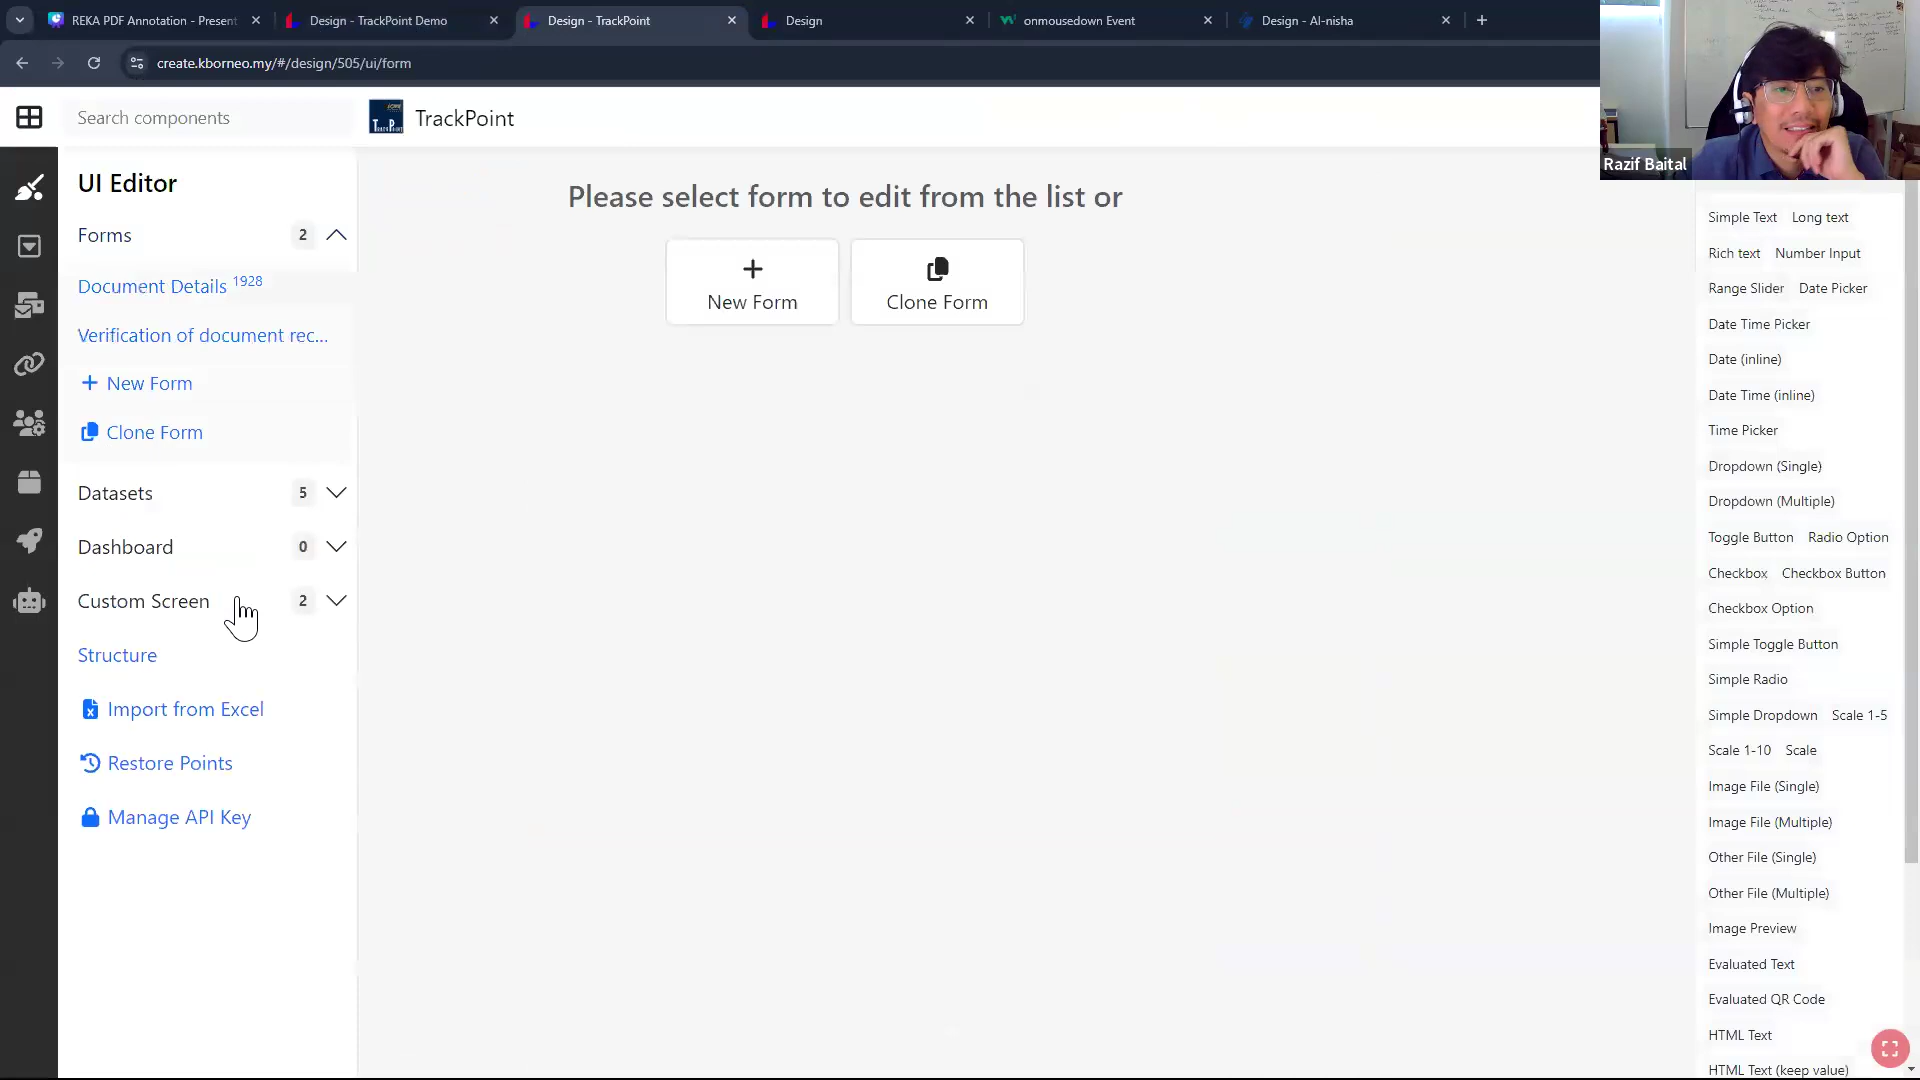 REKA PDF Annotation - Present
Design - TrackPoint Demo
Design - TrackPoint
Design
onmousedown Event
Design - Al-nisha
create.kborneo.my/#/design/505/ui/form
Search components
TrackPoint
Razif Baital
UI Editor
Forms 2
Document Details 1928
Verification of document rec...
New Form
Clone Form
Datasets 5
Dashboard 0
Custom Screen 2
Structure
Import from Excel
Restore Points
Manage API Key
Please select form to edit from the list or
New Form
Clone Form
Simple Text Long text
Rich text Number Input
Range Slider Date Picker
Date Time Picker
Date (inline)
Date Time (inline)
Time Picker
Dropdown (Single)
Dropdown (Multiple)
Toggle Button Radio Option
Checkbox Checkbox Button
Checkbox Option
Simple Toggle Button
Simple Radio
Simple Dropdown Scale 1-5
Scale 1-10 Scale
Image File (Single)
Image File (Multiple)
Other File (Single)
Other File (Multiple)
Image Preview
Evaluated Text
Evaluated QR Code
HTML Text
HTML Text (keep value)